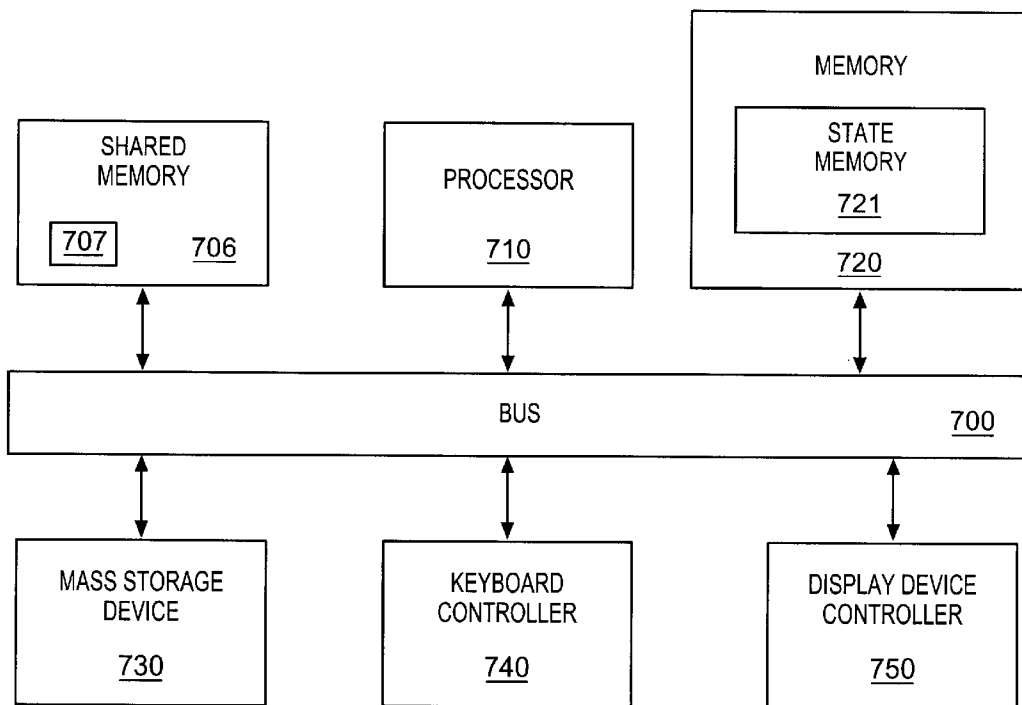 SHARED
MEMORY
707
706
PROCESSOR
710
MEMORY
STATE
MEMORY
721
720
BUS
700
MASS STORAGE
DEVICE
730
KEYBOARD
CONTROLLER
740
DISPLAY DEVICE
CONTROLLER
750